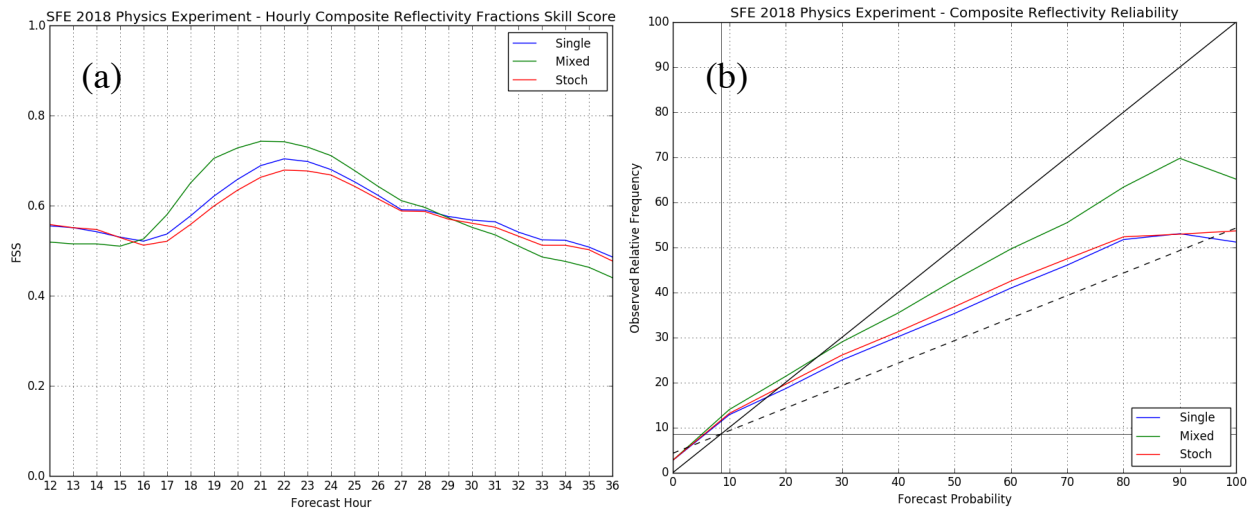 SFE 2018 Physics Experiment - Hourly Composite Reflectivity Fractions Skill Score
(a)
Single
Mixed
Stoch
FSS
1.0
0.8
0.6
0.4
0.2
0.0
12 13 14 15 16 17 18 19 20 21 22 23 24 25 26 27 28 29 30 31 32 33 34 35 36
Forecast Hour
SFE 2018 Physics Experiment - Composite Reflectivity Reliability
(b)
Observed Relative Frequency
100
90
80
70
60
50
40
30
20
10
0
Single
Mixed
Stoch
0 10 20 30 40 50 60 70 80 90 100
Forecast Probability